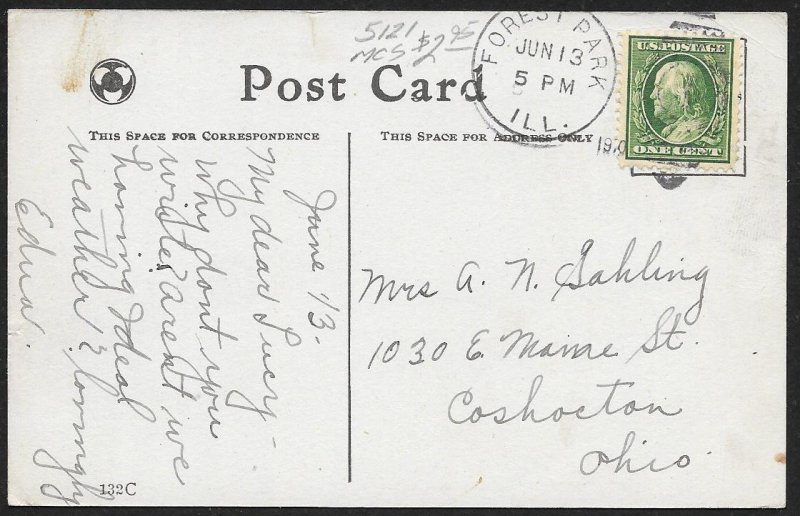 5121
MCS $2.95
Post Card
FOREST PARK
JUN 13
5 PM
ILL.
U.S. POSTAGE
ONE CENT
THIS SPACE FOR CORRESPONDENCE
THIS SPACE FOR ADDRESS ONLY
June 13-
My dear Lucy-
Why dont you
write? arent we
having Ideal
weather? Lovingly
Edna.
Mrs A. N. Sahling
1030 E. Maine St.
Coshocton
Ohio.
132C